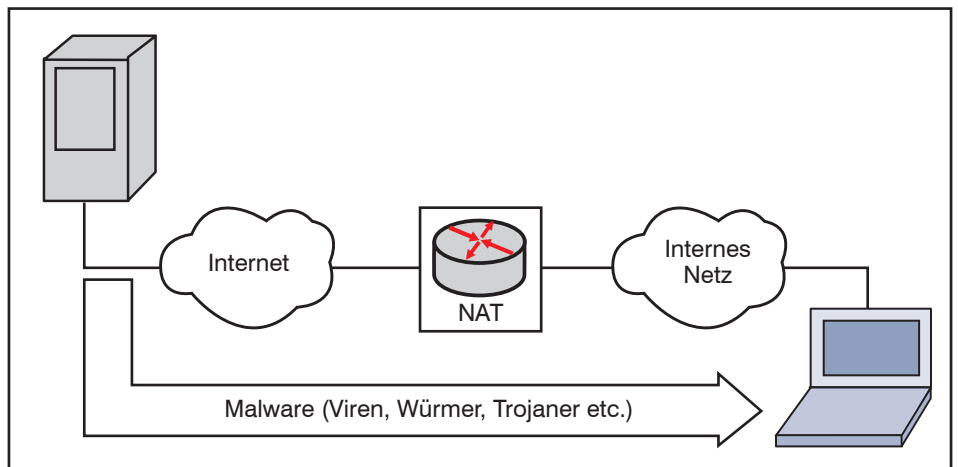 Internet
NAT
Internes
Netz
Malware (Viren, Würmer, Trojaner etc.)